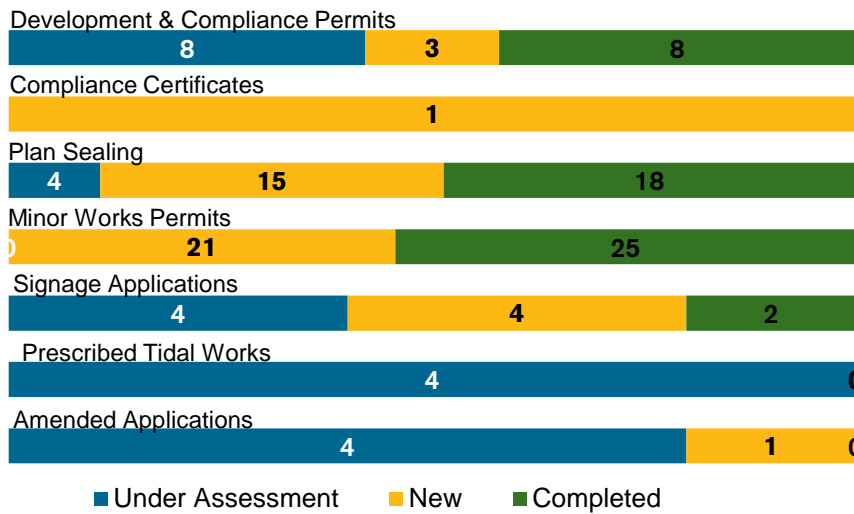 Development & Compliance Permits
8 3 8
Compliance Certificates
1
Plan Sealing
4 15 18
Minor Works Permits
0 21 25
Signage Applications
4 4 2
Prescribed Tidal Works
4 0
Amended Applications
4 1 0
Under Assessment New Completed